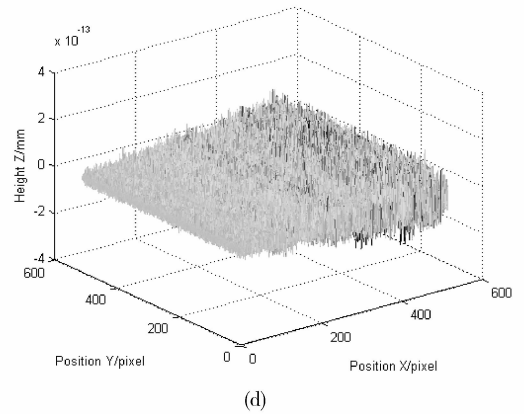 x 10-13
4
2
0
-2
-4
Height Z/mm
600
400
200
0
Position Y/pixel
0
200
400
600
Position X/pixel
(d)